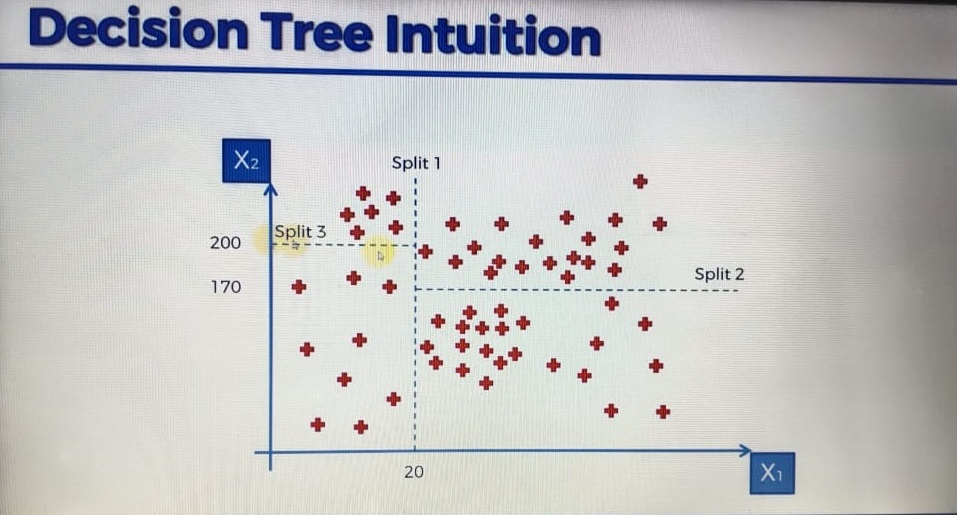 Decision Tree Intuition
X2
Split 1
Split 3
200
170
Split 2
20
X1